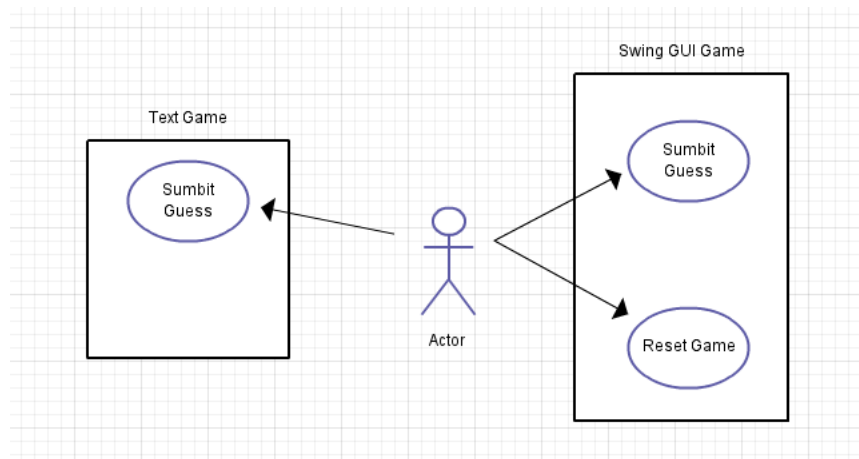 Text Game
Sumbit
Guess
Actor
Swing GUI Game
Sumbit
Guess
Reset Game